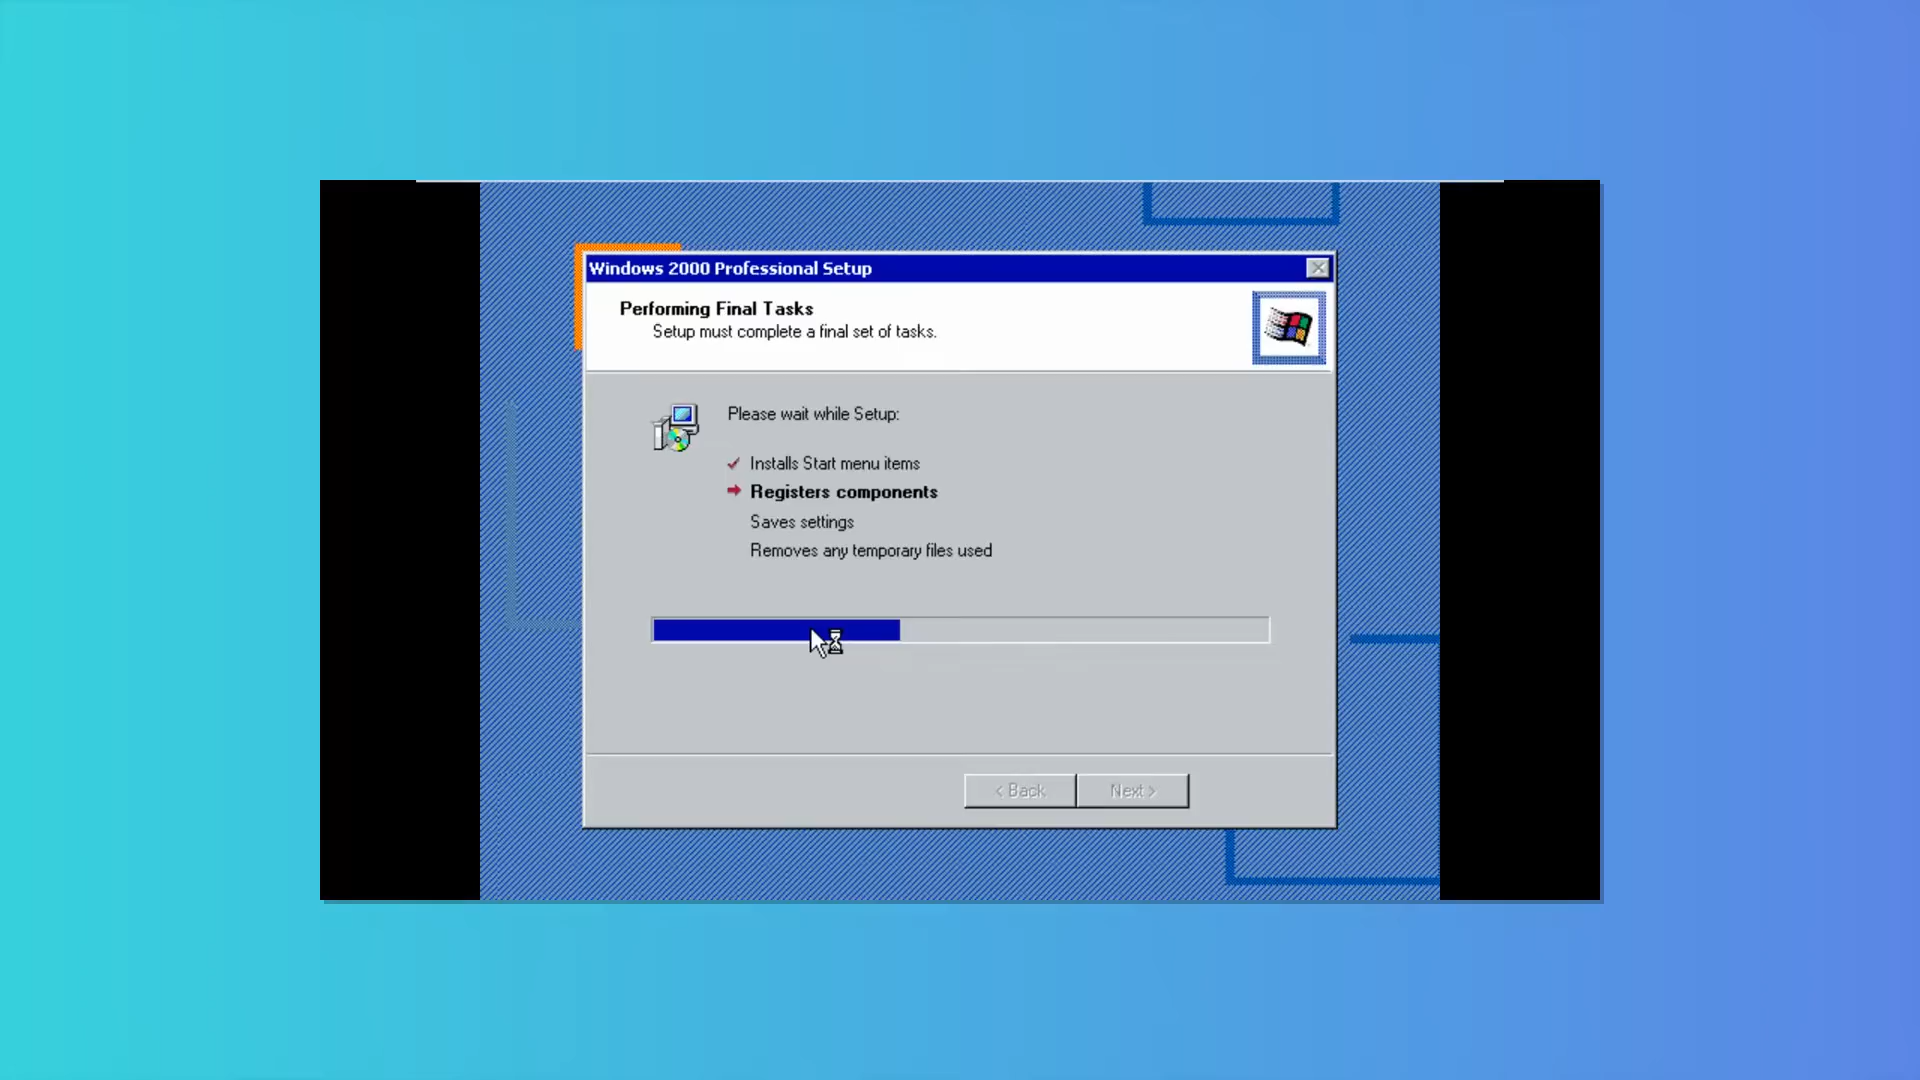 Windows 2000 Professional Setup
Performing Final Tasks
Setup must complete a final set of tasks.
Please wait while Setup:
Installs Start menu items
Registers components
Saves settings
Removes any temporary files used
< Back
Next >